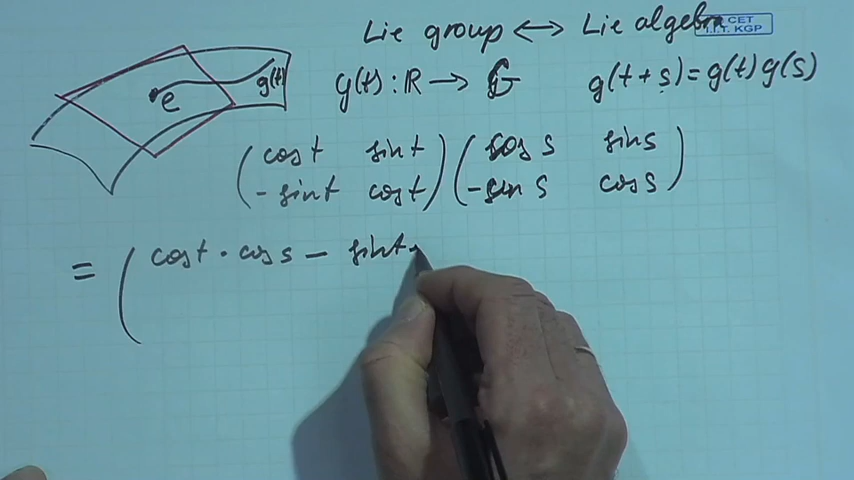 Lie group ↔ Lie algebra
CET
I.I.T. KGP
e
g(t)
g(t) : ℝ → G
g(t+s) = g(t) g(s)
( cos t sin t ) ( cos s sin s )
( -sin t cos t ) ( -sin s cos s )
= ( cos t · cos s − sin t ·